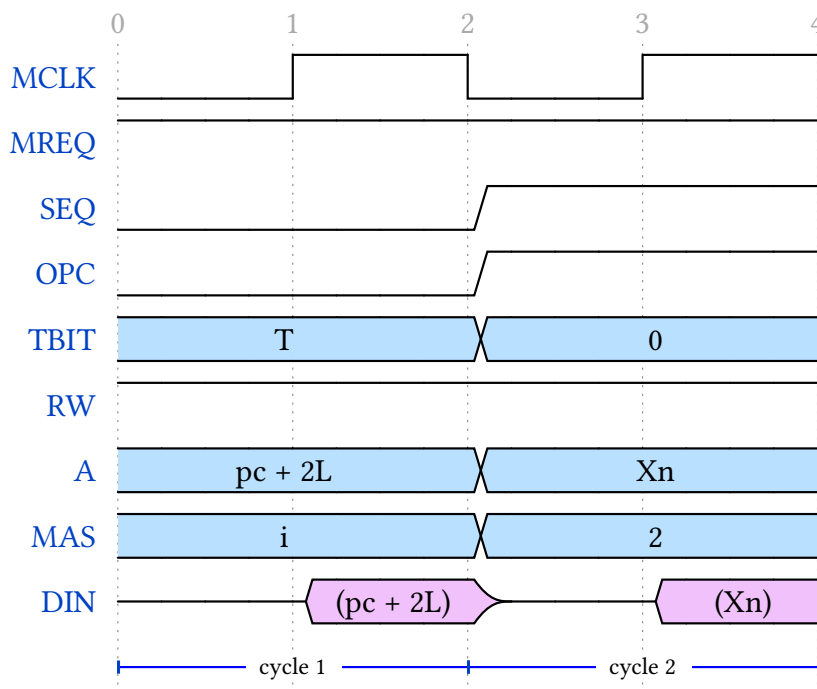 0 1 2 3 4
MCLK
MREQ
SEQ
OPC
TBIT T 0
RW
A pc + 2L Xn
MAS i 2
DIN (pc + 2L) (Xn)
cycle 1 cycle 2